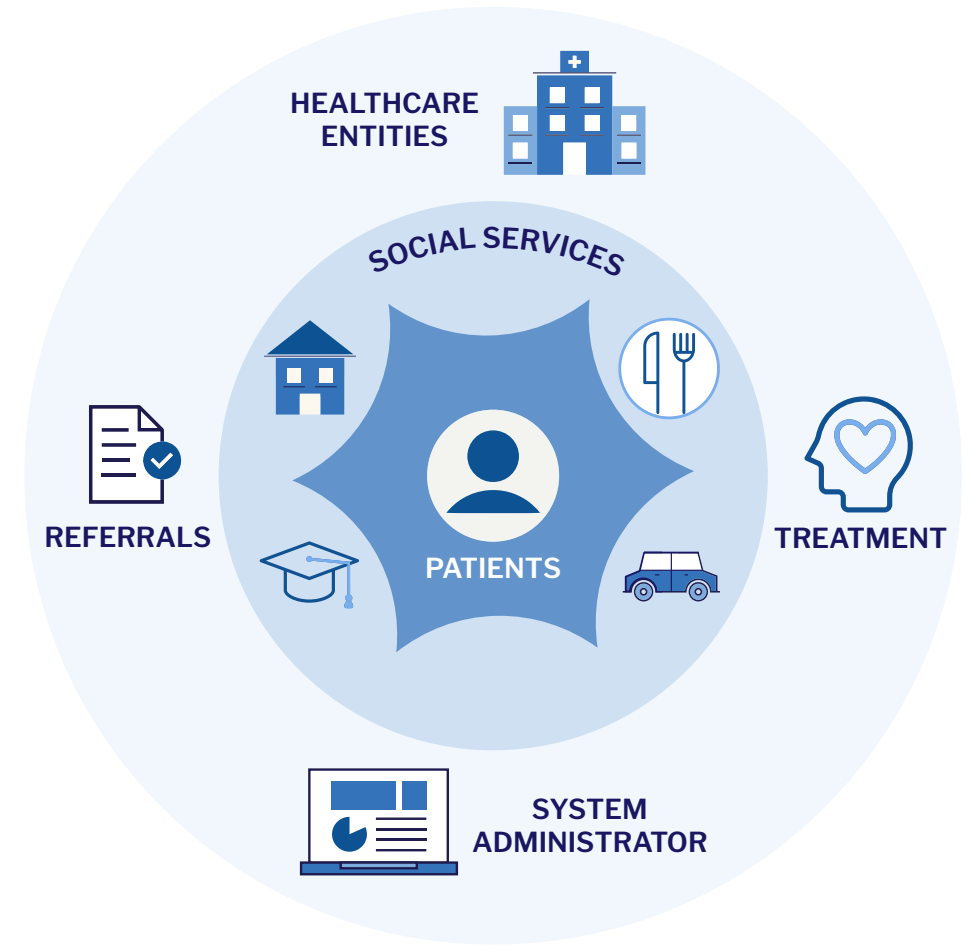 HEALTHCARE
ENTITIES
SOCIAL SERVICES
REFERRALS
TREATMENT
PATIENTS
SYSTEM
ADMINISTRATOR